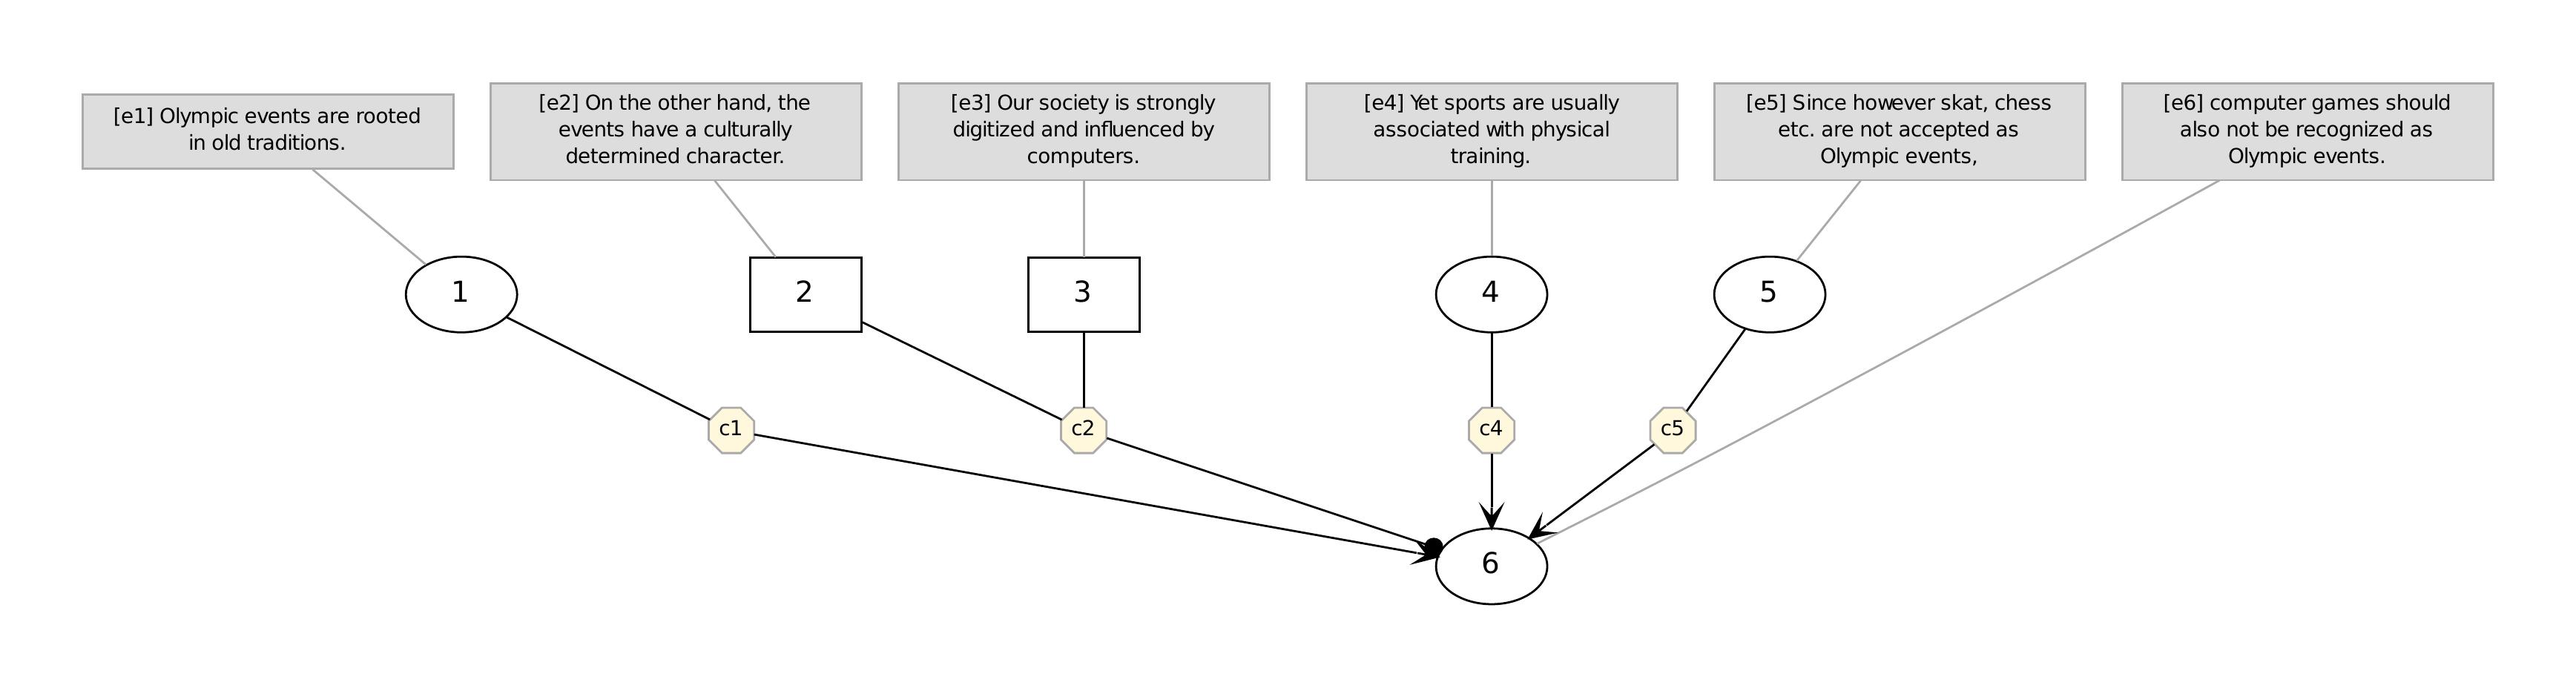 [e1] Olympic events are rooted
in old traditions.
[e2] On the other hand, the
events have a culturally
determined character.
[e3] Our society is strongly
digitized and influenced by
computers.
[e4] Yet sports are usually
associated with physical
training.
[e5] Since however skat, chess
etc. are not accepted as
Olympic events,
[e6] computer games should
also not be recognized as
Olympic events.
1
2
3
4
5
c1
c2
c4
c5
6